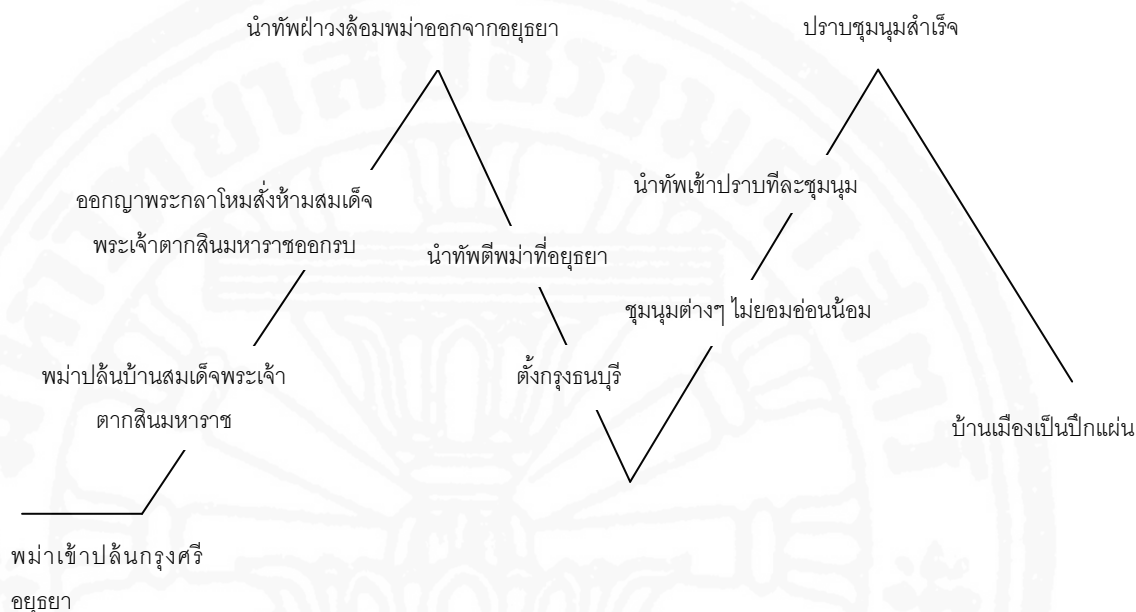 นำทัพฝ่าวงล้อมพม่าออกจากอยุธยา
ปราบชุมนุมสำเร็จ
ออกญาพระกลาโหมสั่งห้ามสมเด็จ
พระเจ้าตากสินมหาราชออกรบ
นำทัพเข้าปราบทีละชุมนุม
นำทัพตีพม่าที่อยุธยา
ชุมนุมต่างๆ ไม่ยอมอ่อนน้อม
พม่าปล้นบ้านสมเด็จพระเจ้า
ตากสินมหาราช
ตั้งกรุงธนบุรี
บ้านเมืองเป็นปึกแผ่น
พม่าเข้าปล้นกรุงศรี
อยุธยา